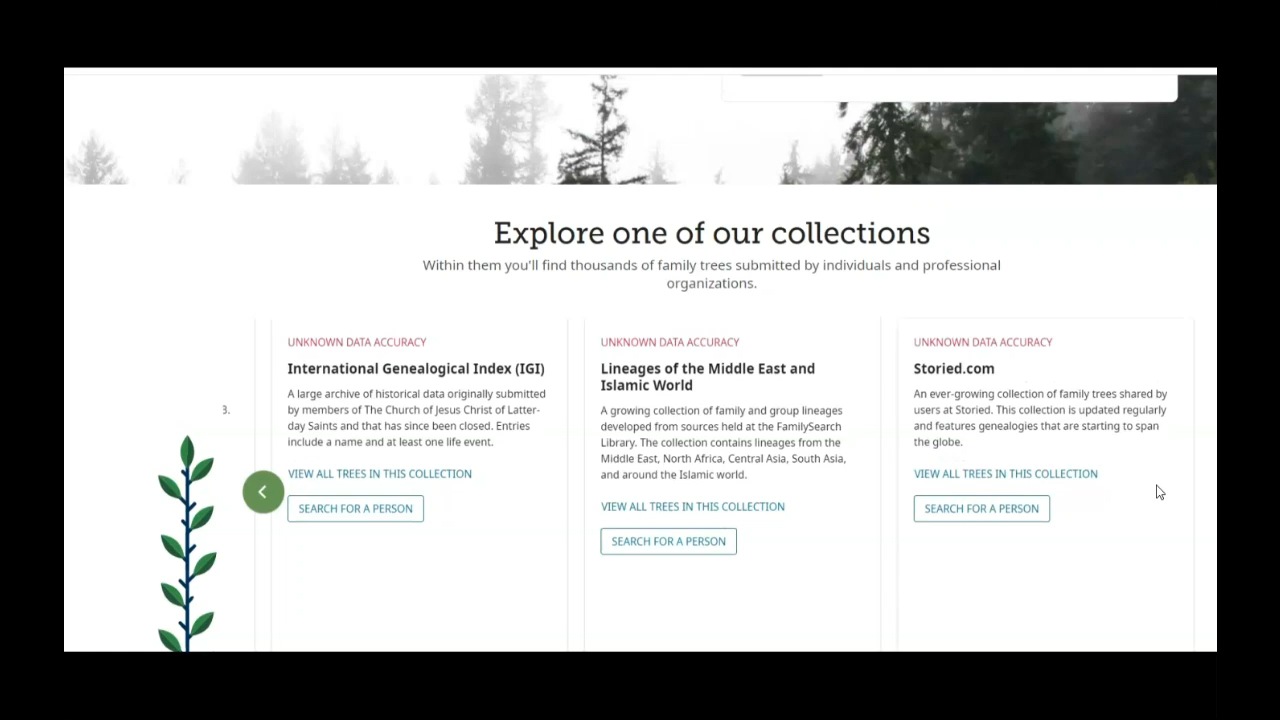 Explore one of our collections
Within them you'll find thousands of family trees submitted by individuals and professional
organizations.
3.
UNKNOWN DATA ACCURACY
International Genealogical Index (IGI)
A large archive of historical data originally submitted
by members of The Church of Jesus Christ of Latter-
day Saints and that has since been closed. Entries
include a name and at least one life event.
VIEW ALL TREES IN THIS COLLECTION
SEARCH FOR A PERSON
UNKNOWN DATA ACCURACY
Lineages of the Middle East and
Islamic World
A growing collection of family and group lineages
developed from sources held at the FamilySearch
Library. The collection contains lineages from the
Middle East, North Africa, Central Asia, South Asia,
and around the Islamic world.
VIEW ALL TREES IN THIS COLLECTION
SEARCH FOR A PERSON
UNKNOWN DATA ACCURACY
Storied.com
An ever-growing collection of family trees shared by
users at Storied. This collection is updated regularly
and features genealogies that are starting to span
the globe.
VIEW ALL TREES IN THIS COLLECTION
SEARCH FOR A PERSON